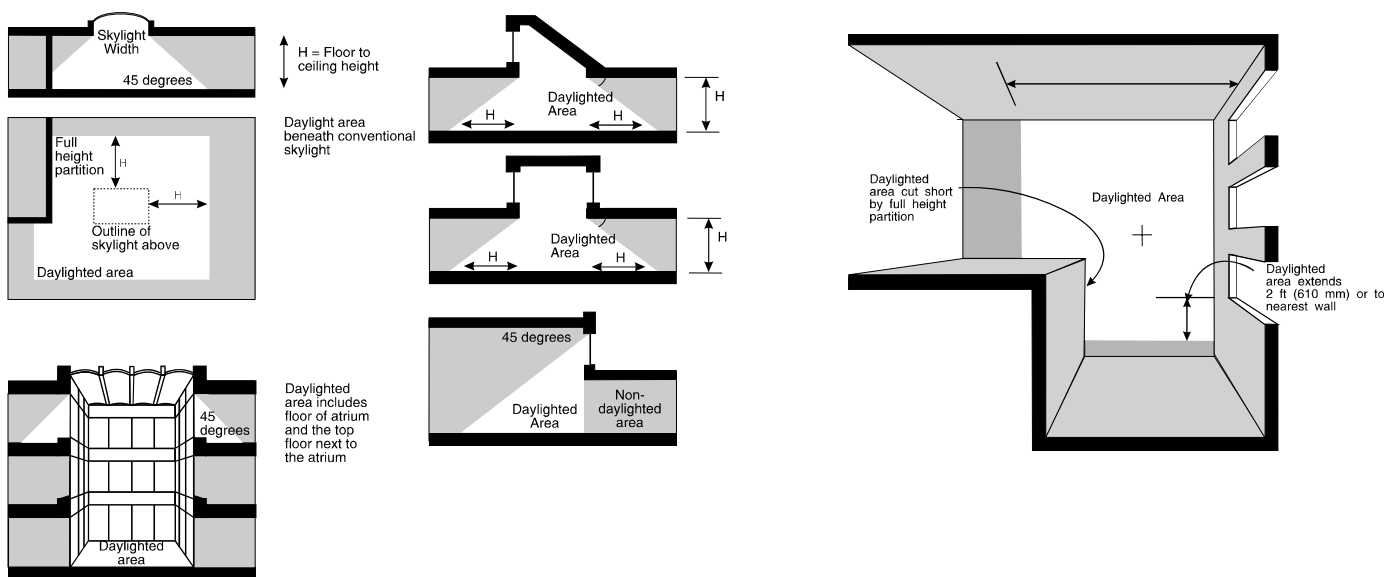 Skylight
Width
45 degrees
H = Floor to
ceiling height
Full
height
partition
H
H
Outline of
skylight above
Daylighted area
Daylight area
beneath conventional
skylight
45
degrees
Daylighted
area
Daylighted
area includes
floor of atrium
and the top
floor next to
the atrium
Daylighted
Area
H
H
H
Daylighted
Area
H
H
H
45 degrees
Daylighted
Area
Non-
daylighted
area
Daylighted
area cut short
by full height
partition
Daylighted Area
Daylighted
area extends
2 ft (610 mm) or to
nearest wall